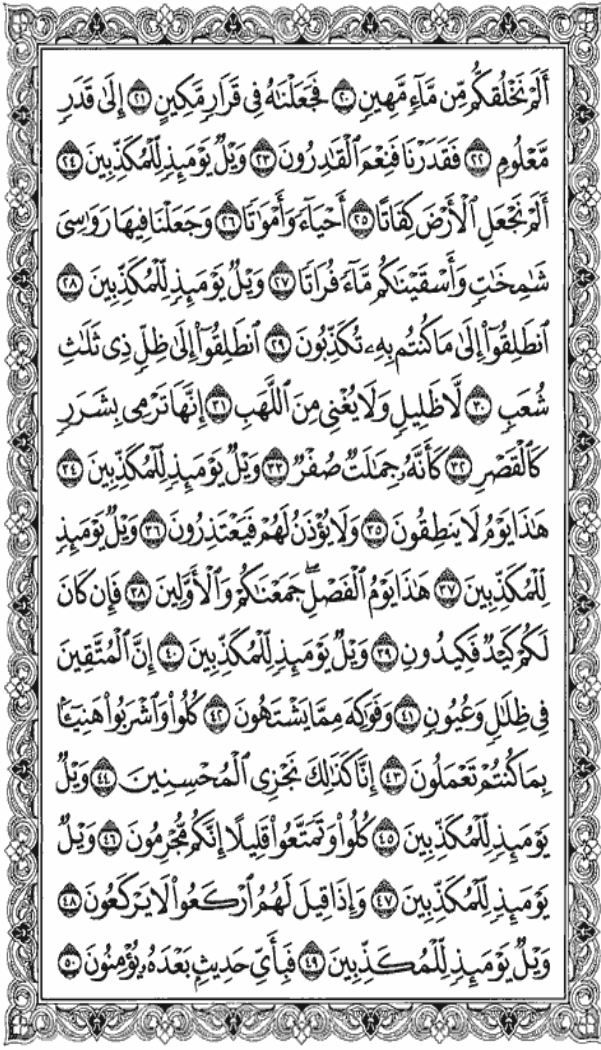 أَلَمْ نَخْلُقكُّم مِّن مَّآءٍ مَّهِينٍ ۝٢٠ فَجَعَلْنَاهُ فِى قَرَارٍ مَّكِينٍ ۝٢١ إِلَىٰ قَدَرٍ
مَّعْلُومٍ ۝٢٢ فَقَدَرْنَا فَنِعْمَ ٱلْقَادِرُونَ ۝٢٣ وَيْلٌ يَوْمَئِذٍ لِّلْمُكَذِّبِينَ ۝٢٤
أَلَمْ نَجْعَلِ ٱلْأَرْضَ كِفَاتًا ۝٢٥ أَحْيَآءً وَأَمْوَٰتًا ۝٢٦ وَجَعَلْنَا فِيهَا رَوَٰسِىَ
شَٰمِخَٰتٍ وَأَسْقَيْنَٰكُم مَّآءً فُرَاتًا ۝٢٧ وَيْلٌ يَوْمَئِذٍ لِّلْمُكَذِّبِينَ ۝٢٨
ٱنطَلِقُوٓا۟ إِلَىٰ مَا كُنتُم بِهِۦ تُكَذِّبُونَ ۝٢٩ ٱنطَلِقُوٓا۟ إِلَىٰ ظِلٍّ ذِى ثَلَٰثِ
شُعَبٍ ۝٣٠ لَّا ظَلِيلٍ وَلَا يُغْنِى مِنَ ٱللَّهَبِ ۝٣١ إِنَّهَا تَرْمِى بِشَرَرٍ
كَٱلْقَصْرِ ۝٣٢ كَأَنَّهُۥ جِمَٰلَتٌ صُفْرٌ ۝٣٣ وَيْلٌ يَوْمَئِذٍ لِّلْمُكَذِّبِينَ ۝٣٤
هَٰذَا يَوْمُ لَا يَنطِقُونَ ۝٣٥ وَلَا يُؤْذَنُ لَهُمْ فَيَعْتَذِرُونَ ۝٣٦ وَيْلٌ يَوْمَئِذٍ
لِّلْمُكَذِّبِينَ ۝٣٧ هَٰذَا يَوْمُ ٱلْفَصْلِ ۖ جَمَعْنَٰكُمْ وَٱلْأَوَّلِينَ ۝٣٨ فَإِن كَانَ
لَكُمْ كَيْدٌ فَكِيدُونِ ۝٣٩ وَيْلٌ يَوْمَئِذٍ لِّلْمُكَذِّبِينَ ۝٤٠ إِنَّ ٱلْمُتَّقِينَ
فِى ظِلَٰلٍ وَعُيُونٍ ۝٤١ وَفَوَٰكِهَ مِمَّا يَشْتَهُونَ ۝٤٢ كُلُوا۟ وَٱشْرَبُوا۟ هَنِيٓـًٔۢا
بِمَا كُنتُمْ تَعْمَلُونَ ۝٤٣ إِنَّا كَذَٰلِكَ نَجْزِى ٱلْمُحْسِنِينَ ۝٤٤ وَيْلٌ
يَوْمَئِذٍ لِّلْمُكَذِّبِينَ ۝٤٥ كُلُوا۟ وَتَمَتَّعُوا۟ قَلِيلًا إِنَّكُم مُّجْرِمُونَ ۝٤٦ وَيْلٌ
يَوْمَئِذٍ لِّلْمُكَذِّبِينَ ۝٤٧ وَإِذَا قِيلَ لَهُمُ ٱرْكَعُوا۟ لَا يَرْكَعُونَ ۝٤٨
وَيْلٌ يَوْمَئِذٍ لِّلْمُكَذِّبِينَ ۝٤٩ فَبِأَىِّ حَدِيثٍۭ بَعْدَهُۥ يُؤْمِنُونَ ۝٥٠